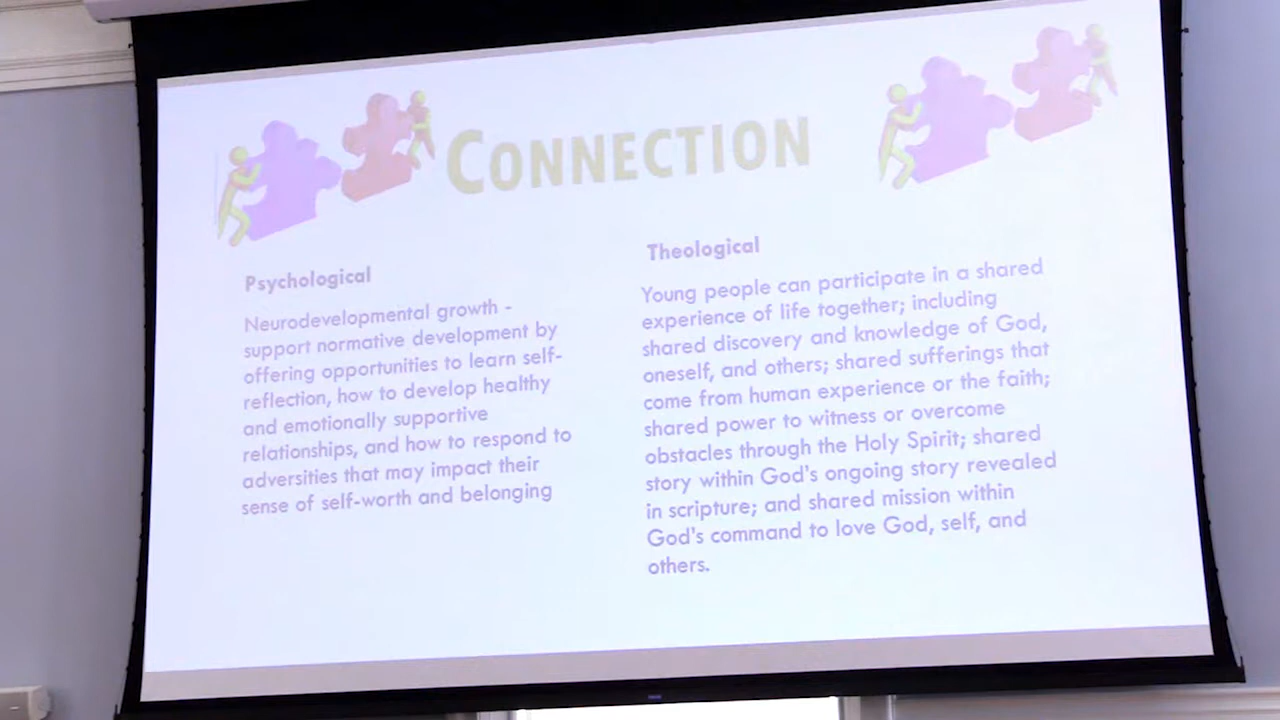 CONNECTION
Psychological
Neurodevelopmental growth -
support normative development by
offering opportunities to learn self-
reflection, how to develop healthy
and emotionally supportive
relationships, and how to respond to
adversities that may impact their
sense of self-worth and belonging
Theological
Young people can participate in a shared
experience of life together; including
shared discovery and knowledge of God,
oneself, and others; shared sufferings that
come from human experience or the faith;
shared power to witness or overcome
obstacles through the Holy Spirit; shared
story within God's ongoing story revealed
in scripture; and shared mission within
God's command to love God, self, and
others.